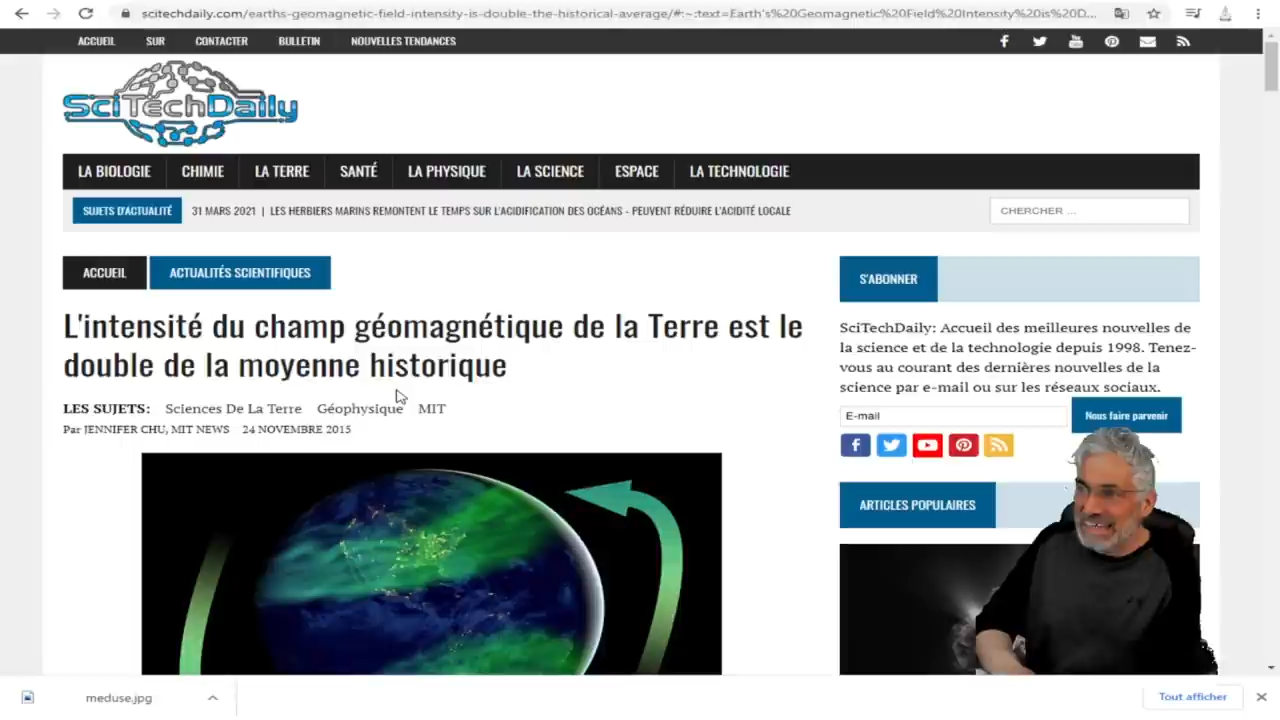 scitechdaily.com/earths-geomagnetic-field-intensity-is-double-the-historical-average/#:~:text=Earth's%20Geomagnetic%20Field%20Intensity%20is%20D...
ACCUEIL SUR CONTACTER BULLETIN NOUVELLES TENDANCES
SciTechDaily
LA BIOLOGIE CHIMIE LA TERRE SANTÉ LA PHYSIQUE LA SCIENCE ESPACE LA TECHNOLOGIE
SUJETS D'ACTUALITÉ 31 MARS 2021 | LES HERBIERS MARINS REMONTENT LE TEMPS SUR L'ACIDIFICATION DES OCÉANS - PEUVENT RÉDUIRE L'ACIDITÉ LOCALE CHERCHER ...
ACCUEIL ACTUALITÉS SCIENTIFIQUES
L'intensité du champ géomagnétique de la Terre est le
double de la moyenne historique
LES SUJETS: Sciences De La Terre Géophysique MIT
Par JENNIFER CHU, MIT NEWS 24 NOVEMBRE 2015
S'ABONNER
SciTechDaily: Accueil des meilleures nouvelles de
la science et de la technologie depuis 1998. Tenez-
vous au courant des dernières nouvelles de la
science par e-mail ou sur les réseaux sociaux.
E-mail Nous faire parvenir
ARTICLES POPULAIRES
meduse.jpg Tout afficher